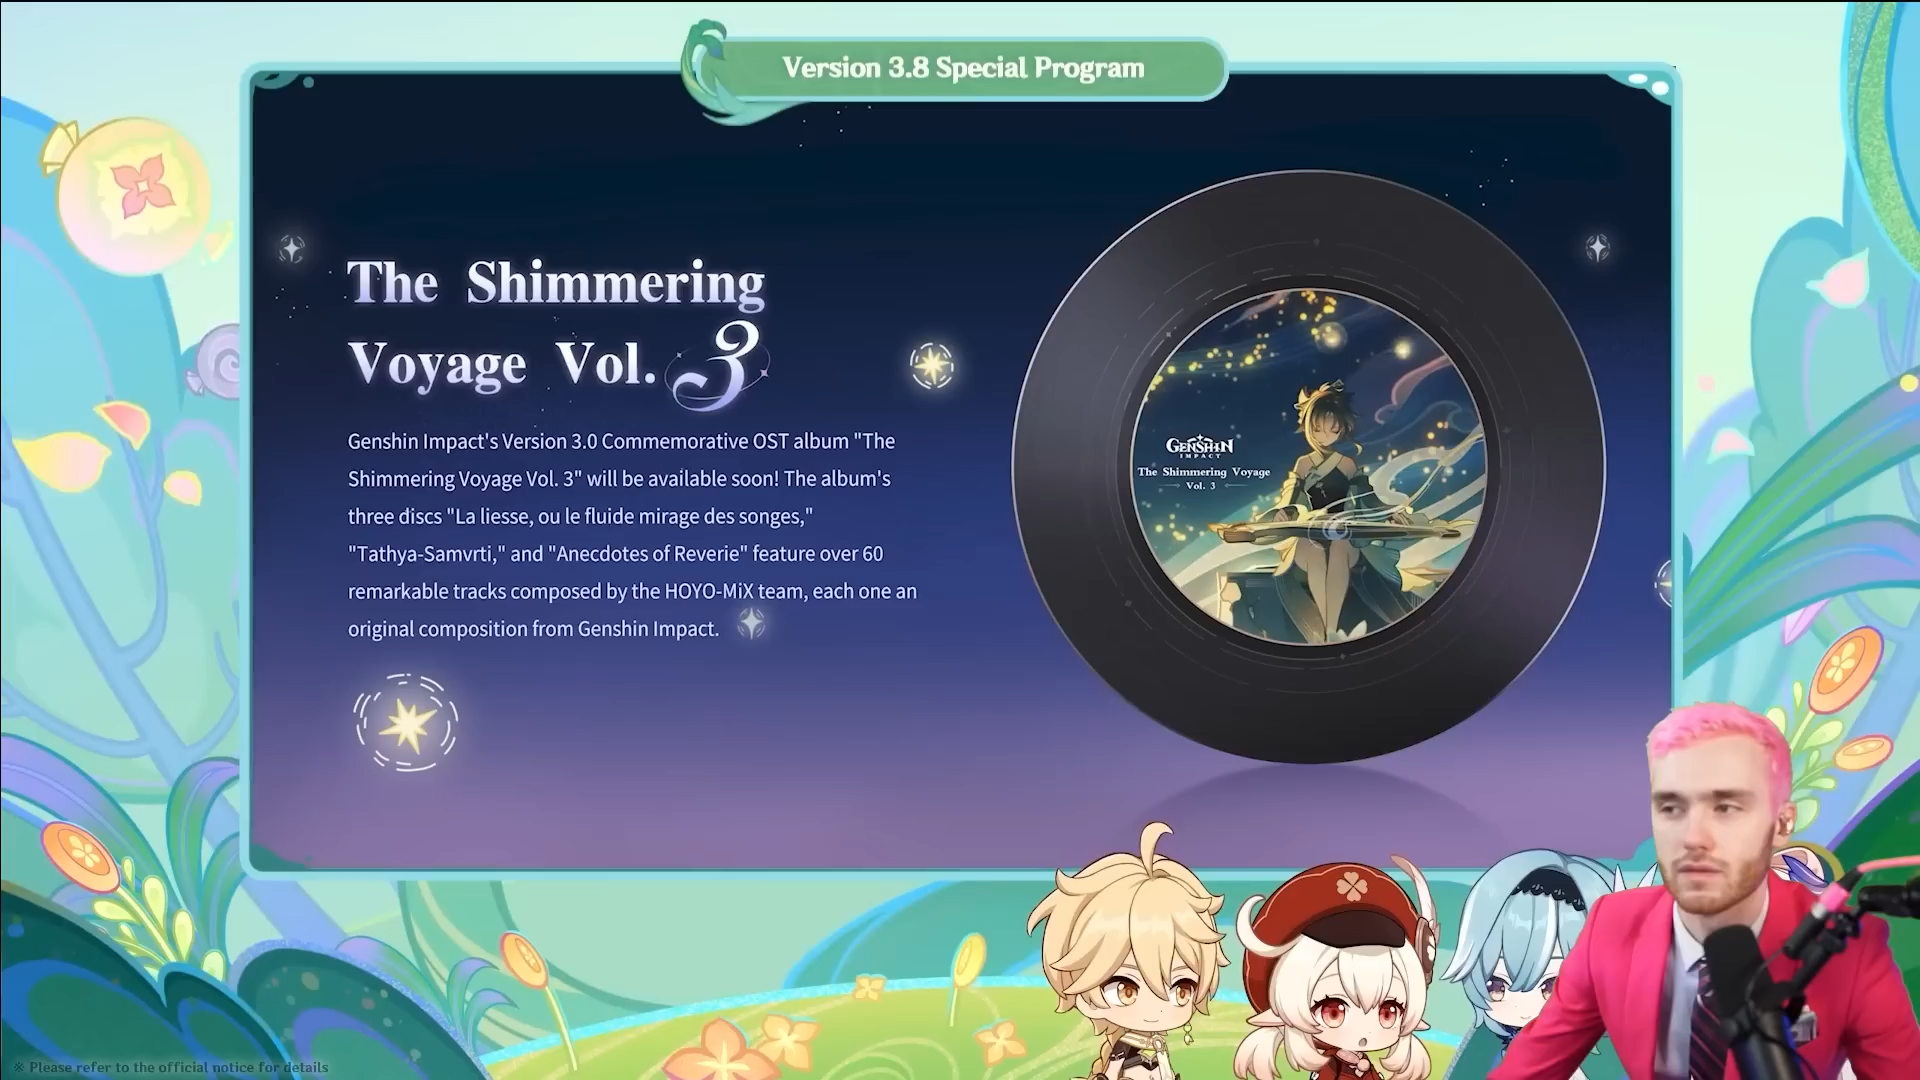 Version 3.8 Special Program
The Shimmering
Voyage Vol. 3
Genshin Impact's Version 3.0 Commemorative OST album "The
Shimmering Voyage Vol. 3" will be available soon! The album's
three discs "La liesse, ou le fluide mirage des songes,"
"Tathya-Samvrti," and "Anecdotes of Reverie" feature over 60
remarkable tracks composed by the HOYO-MiX team, each one an
original composition from Genshin Impact.
GENSHIN
IMPACT
The Shimmering Voyage
Vol. 3
※ Please refer to the official notice for details